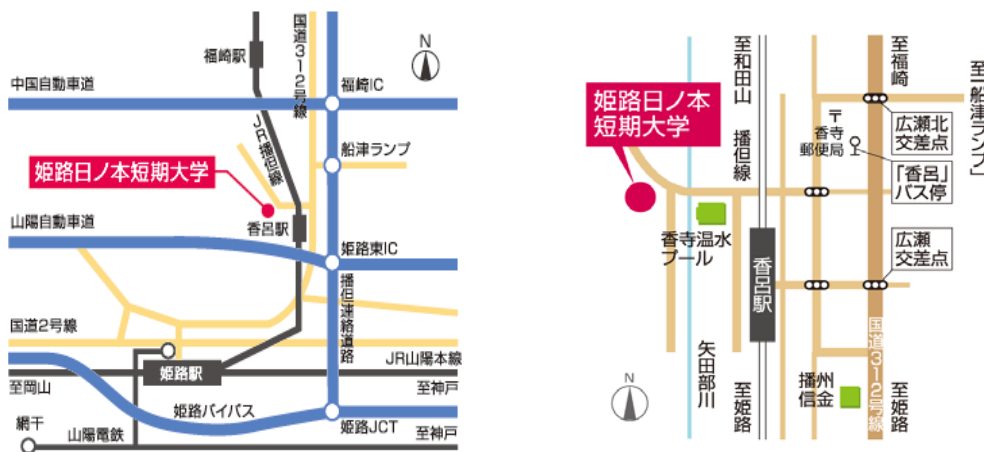 N
福崎駅
国道312号線
中国自動車道
福崎IC
JR播但線
船津ランプ
姫路日ノ本短期大学
山陽自動車道
香呂駅
姫路東IC
播但連絡道路
国道2号線
姫路駅
JR山陽本線
至岡山
至神戸
姫路バイパス
網干
山陽電鉄
姫路JCT
至神戸
至和田山
播但線
至福崎
至「船津ランプ」
姫路日ノ本
短期大学
〒
香寺
郵便局
広瀬北
交差点
「香呂」
バス停
香寺温水
プール
香呂駅
広瀬
交差点
国道312号線
矢田部川
N
至姫路
播州
信金
至姫路